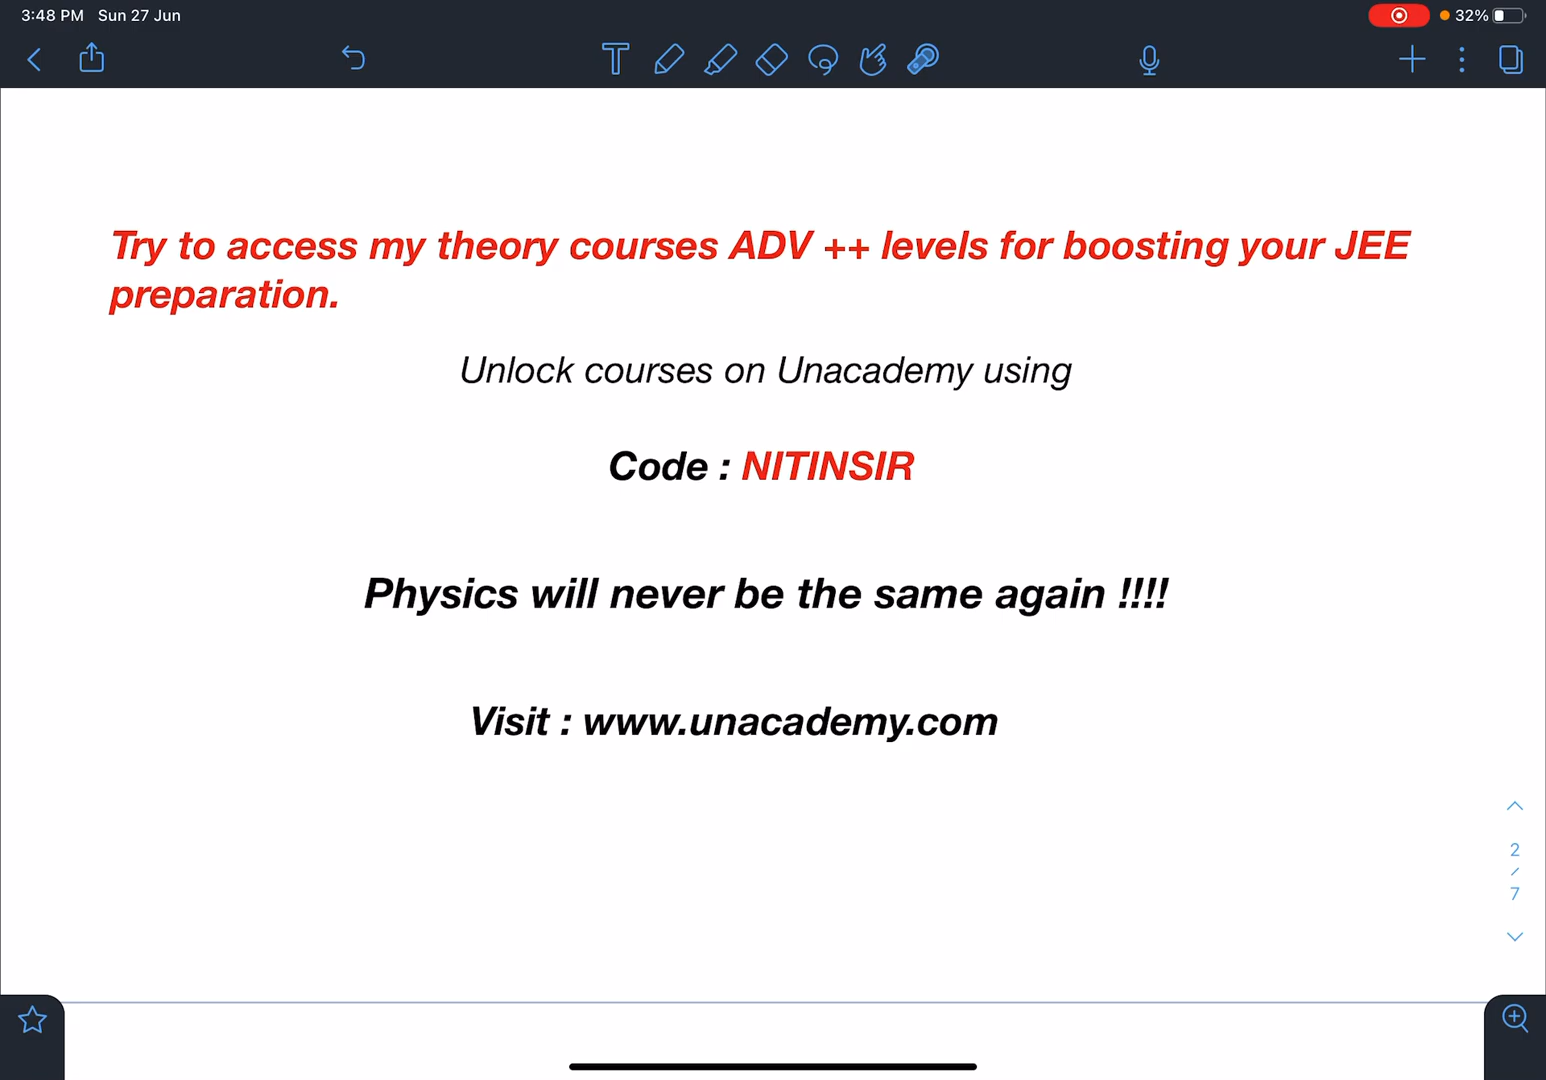 3:48 PM Sun 27 Jun
32%
Try to access my theory courses ADV ++ levels for boosting your JEE
preparation.
Unlock courses on Unacademy using
Code : NITINSIR
Physics will never be the same again !!!!
Visit : www.unacademy.com
2
/
7